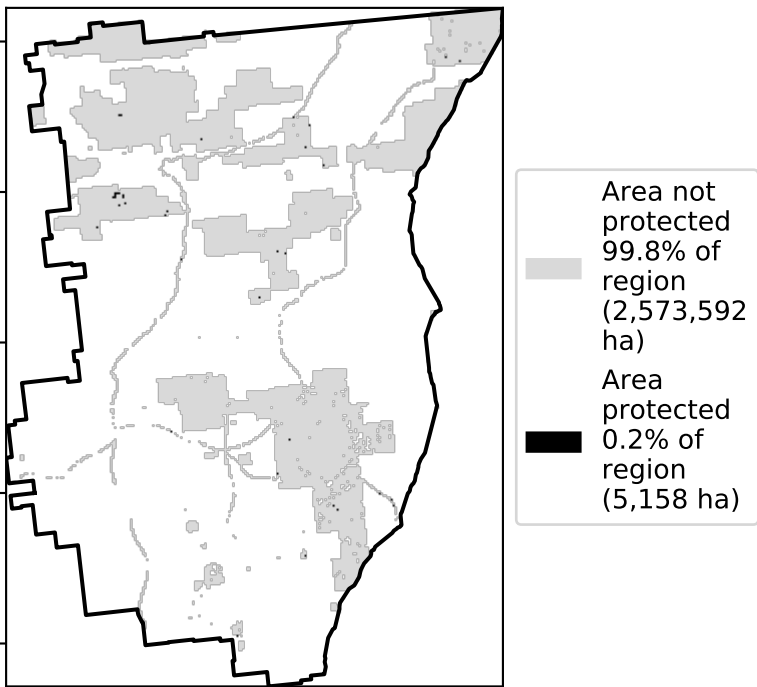 Area not
protected
99.8% of
region
(2,573,592
ha)
Area
protected
0.2% of
region
(5,158 ha)